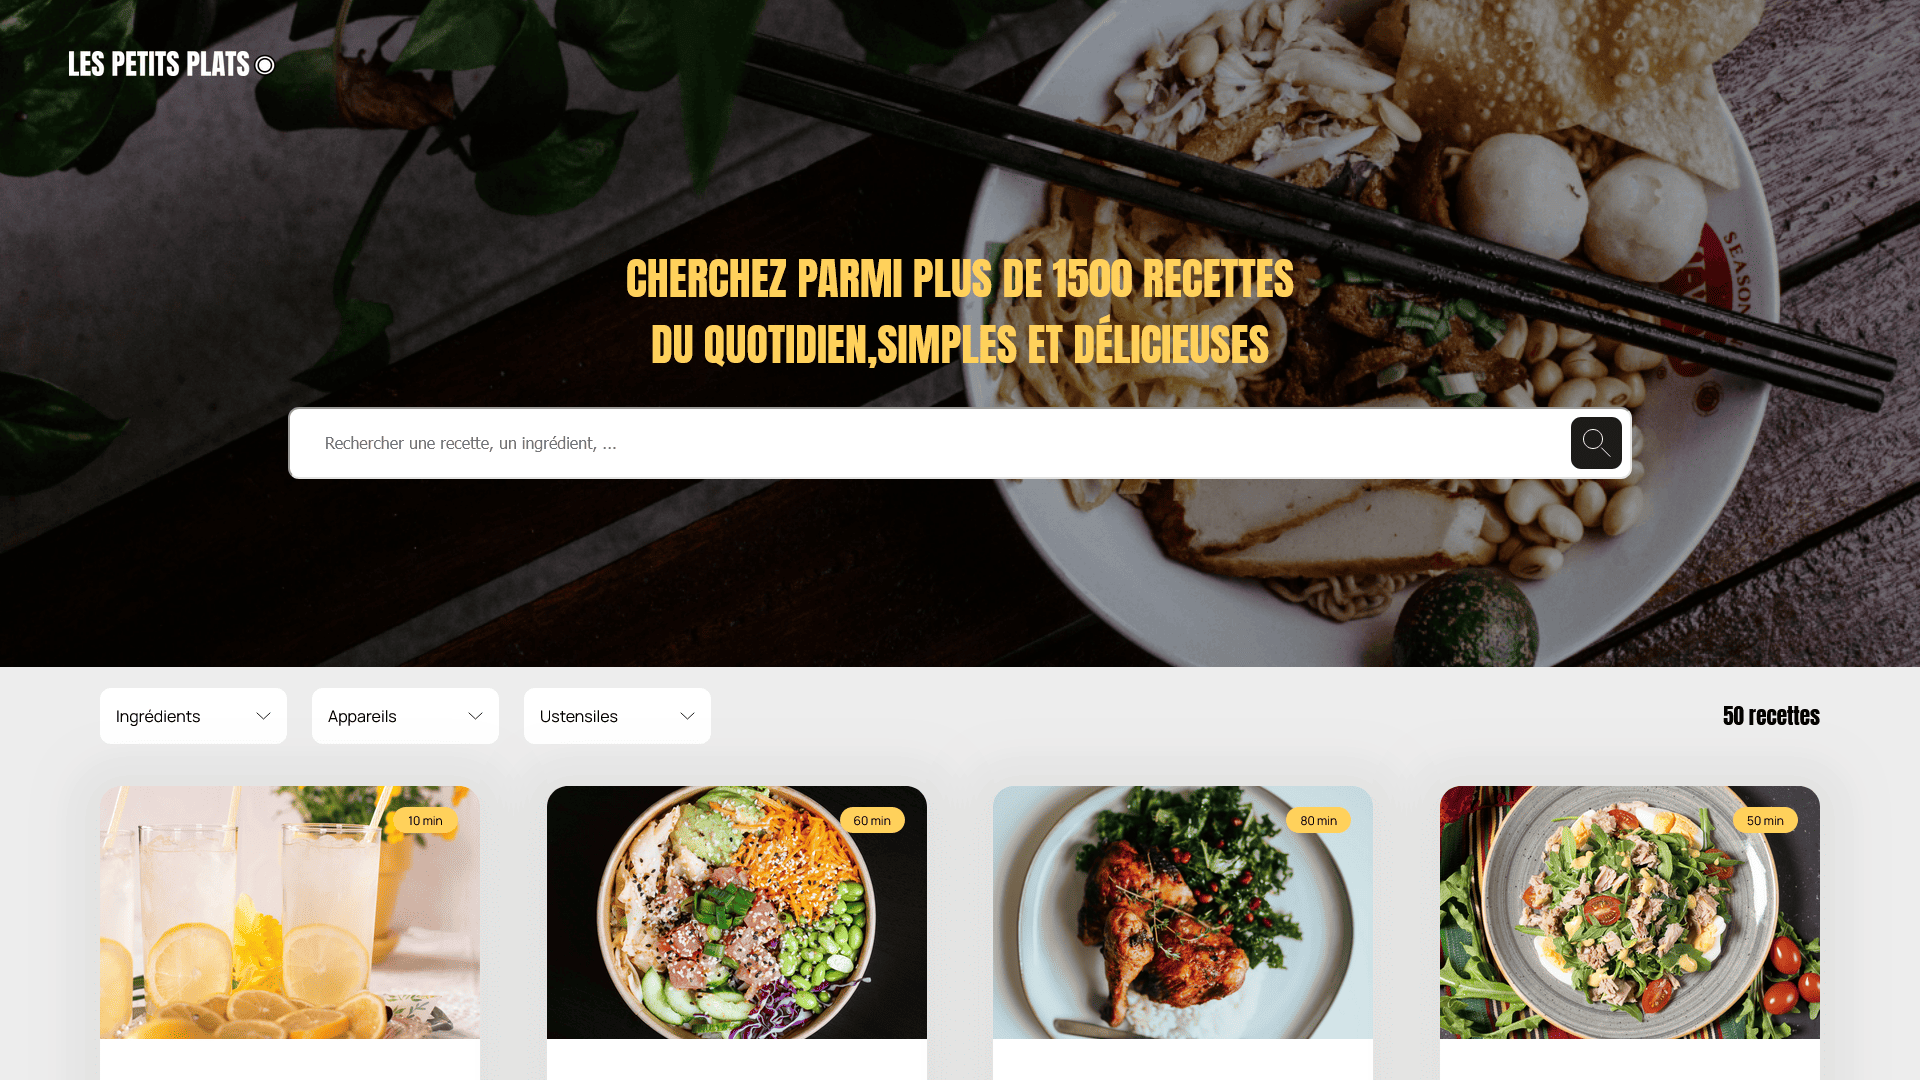 LES PETITS PLATS
CHERCHEZ PARMI PLUS DE 1500 RECETTES
DU QUOTIDIEN,SIMPLES ET DÉLICIEUSES
Rechercher une recette, un ingrédient, ...
Ingrédients
Appareils
Ustensiles
50 recettes
10 min
60 min
80 min
50 min